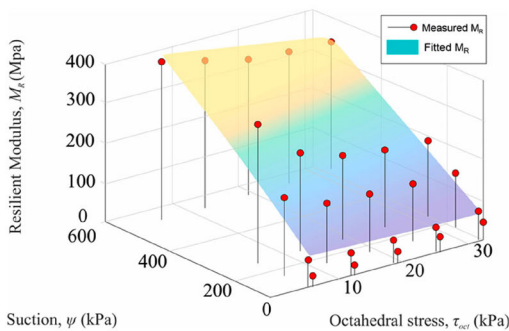 Measured M_R
Fitted M_R
Resilient Modulus, M_R (Mpa)
400
300
200
100
0
600
400
200
0
10
20
30
Suction, ψ (kPa)
Octahedral stress, τ_oct (kPa)